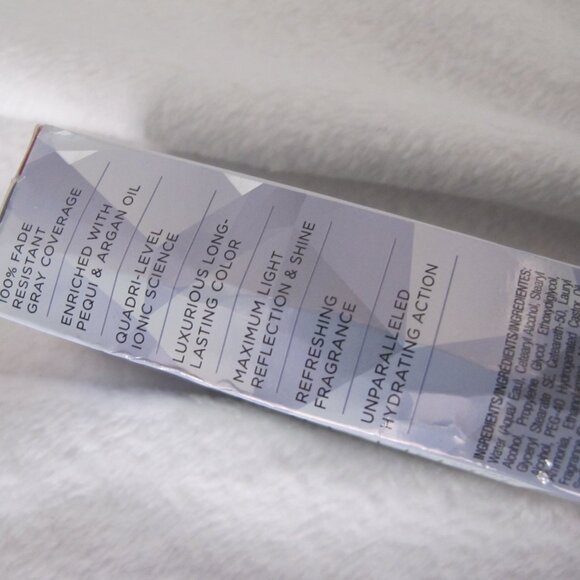 100% FADE
RESISTANT
GRAY COVERAGE
ENRICHED WITH
PEQUI & ARGAN OIL
QUADRI-LEVEL
IONIC SCIENCE
LUXURIOUS LONG-
LASTING COLOR
MAXIMUM LIGHT
REFLECTION & SHINE
REFRESHING
FRAGRANCE
UNPARALLELED
HYDRATING ACTION
INGREDIENTS/INGREDIENTES:
Water (Aqua/ Eau), Cetearyl Alcohol, Stearyl
Alcohol, Propylene Glycol, Ethoxydiglycol,
Glyceryl Stearate SE, Ceteareth-50, Lauryl
Alcohol, PEG-40 Hydrogenated Castor Oil